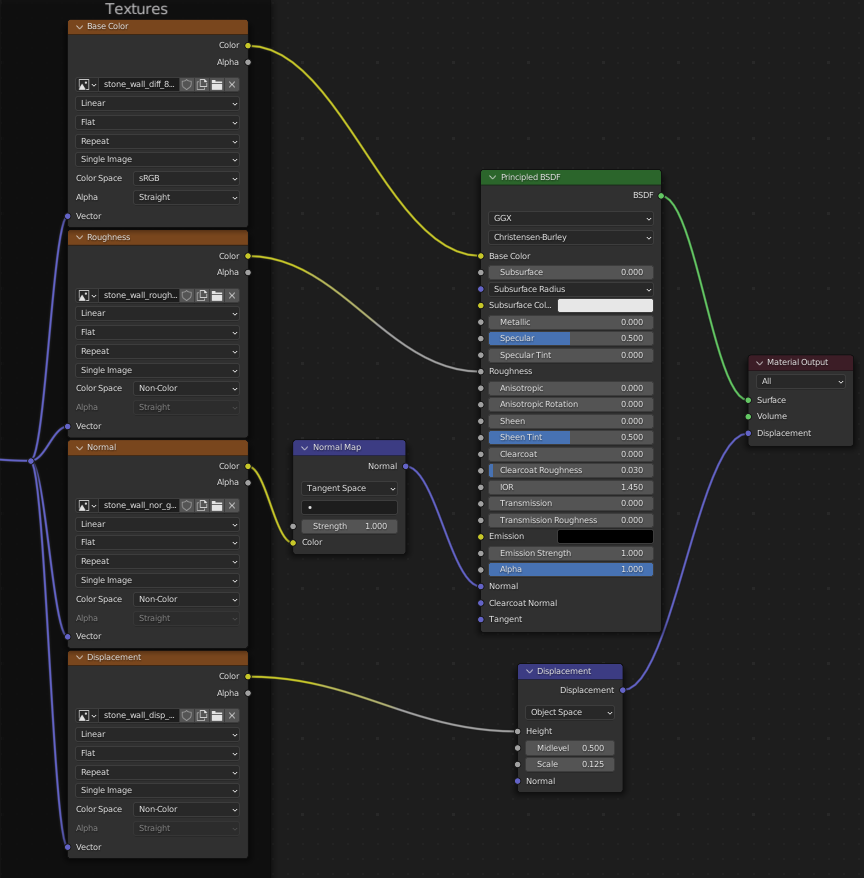 Textures
Base Color
Color
Alpha
stone_wall_diff_8...
Linear
Flat
Repeat
Single Image
Color Space sRGB
Alpha Straight
Vector
Roughness
Color
Alpha
stone_wall_rough...
Linear
Flat
Repeat
Single Image
Color Space Non-Color
Alpha Straight
Vector
Normal
Color
Alpha
stone_wall_nor_g...
Linear
Flat
Repeat
Single Image
Color Space Non-Color
Alpha Straight
Vector
Displacement
Color
Alpha
stone_wall_disp_...
Linear
Flat
Repeat
Single Image
Color Space Non-Color
Alpha Straight
Vector
Normal Map
Normal
Tangent Space
Strength 1.000
Color
Principled BSDF
BSDF
GGX
Christensen-Burley
Base Color
Subsurface 0.000
Subsurface Radius
Subsurface Col..
Metallic 0.000
Specular 0.500
Specular Tint 0.000
Roughness
Anisotropic 0.000
Anisotropic Rotation 0.000
Sheen 0.000
Sheen Tint 0.500
Clearcoat 0.000
Clearcoat Roughness 0.030
IOR 1.450
Transmission 0.000
Transmission Roughness 0.000
Emission
Emission Strength 1.000
Alpha 1.000
Normal
Clearcoat Normal
Tangent
Displacement
Displacement
Object Space
Height
Midlevel 0.500
Scale 0.125
Normal
Material Output
All
Surface
Volume
Displacement